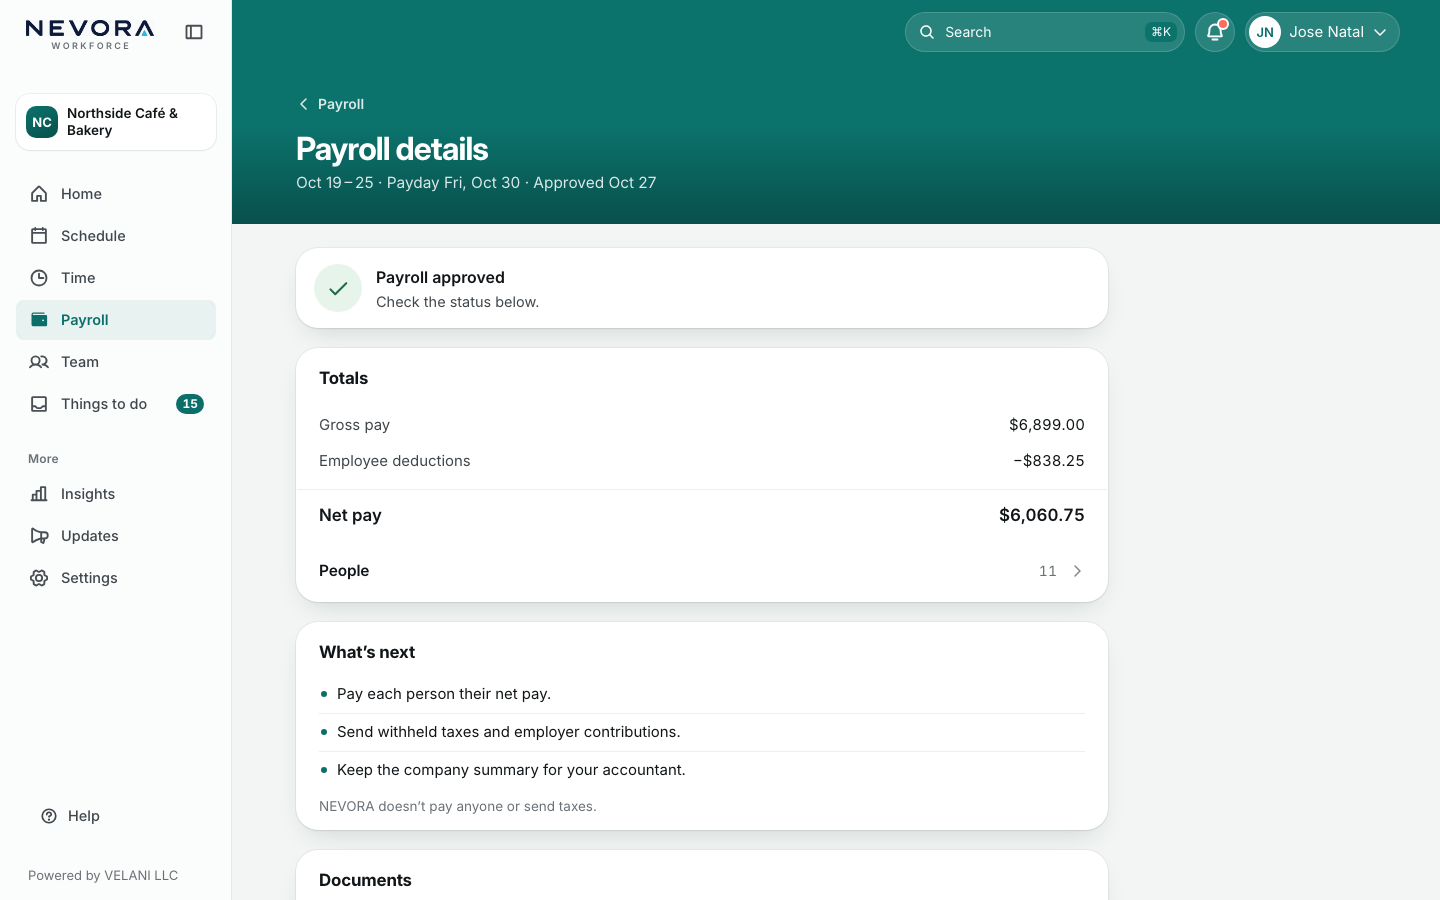 NEVORA
WORKFORCE
Search
⌘K
JN
Jose Natal
NC
Northside Café &
Bakery
Home
Schedule
Time
Payroll
Team
Things to do
15
More
Insights
Updates
Settings
Help
Powered by VELANI LLC
Payroll
Payroll details
Oct 19 – 25 · Payday Fri, Oct 30 · Approved Oct 27
Payroll approved
Check the status below.
Totals
Gross pay
$6,899.00
Employee deductions
−$838.25
Net pay
$6,060.75
People
11
What’s next
Pay each person their net pay.
Send withheld taxes and employer contributions.
Keep the company summary for your accountant.
NEVORA doesn’t pay anyone or send taxes.
Documents